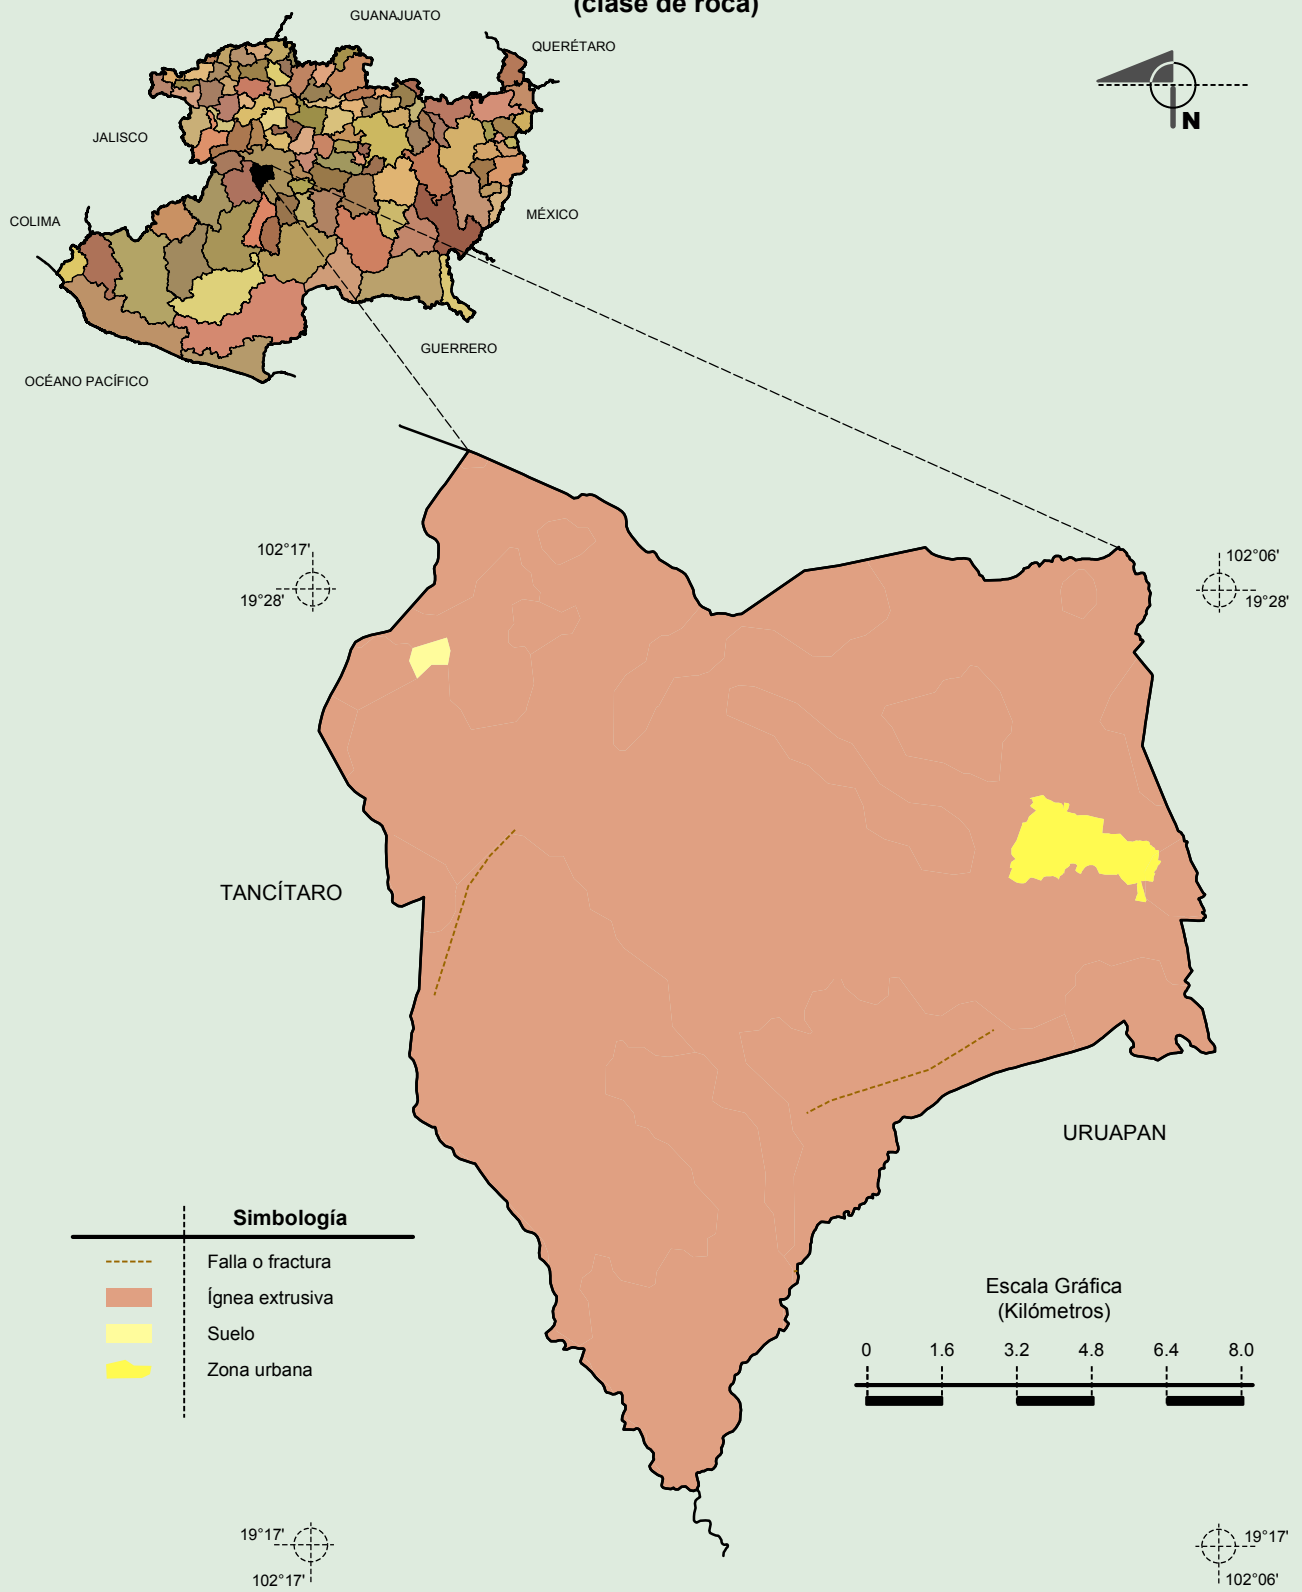 (clase de roca)
GUANAJUATO
QUERÉTARO
JALISCO
N
COLIMA
MÉXICO
GUERRERO
OCÉANO PACÍFICO
102°17'
19°28'
102°06'
19°28'
TANCÍTARO
URUAPAN
Simbología
Falla o fractura
Ígnea extrusiva
Suelo
Zona urbana
Escala Gráfica
(Kilómetros)
0 1.6 3.2 4.8 6.4 8.0
19°17'
102°17'
19°17'
102°06'